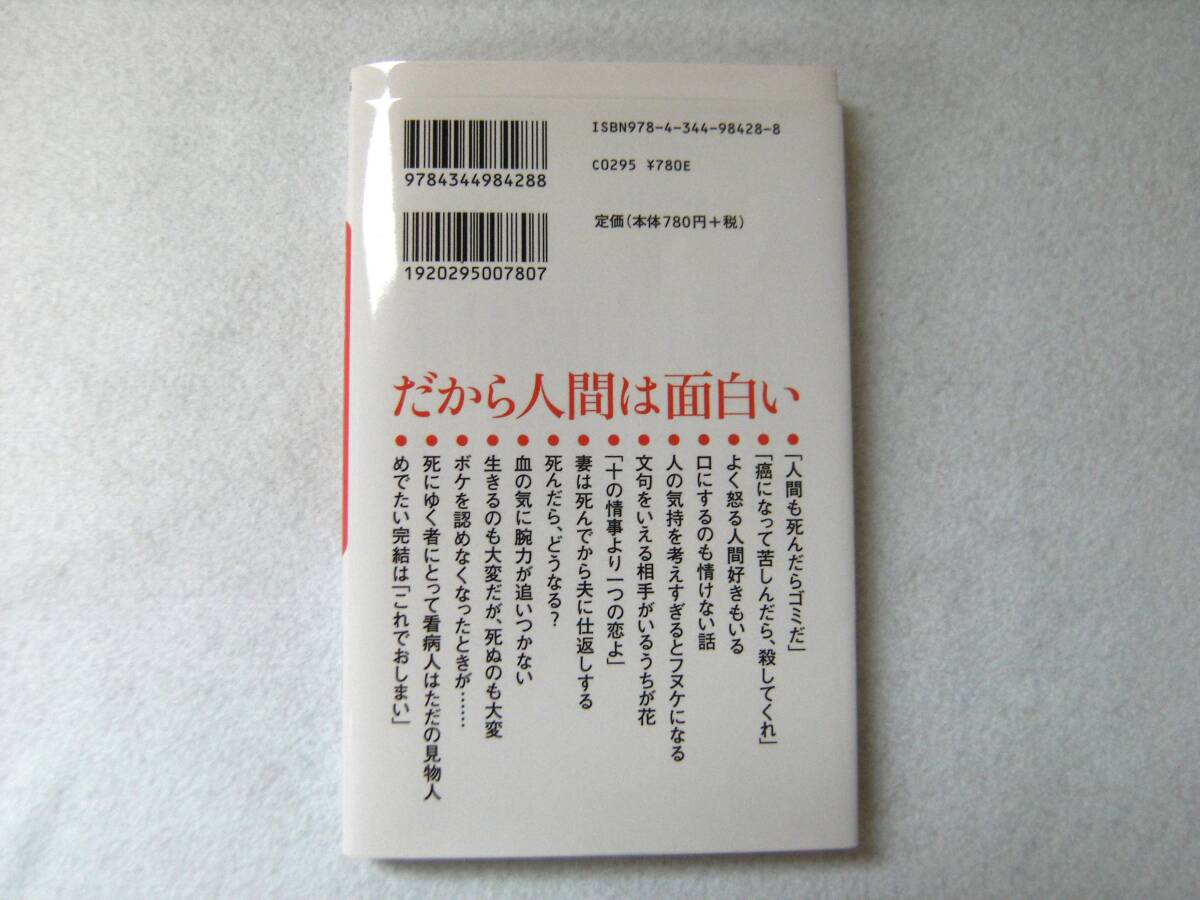 9784344984288
ISBN978-4-344-98428-8
C0295 ¥780E
1920295007807
定価(本体780円+税)
だから人間は面白い
●「人間も死んだらゴミだ」
●「癌になって苦しんだら、殺してくれ」
●よく怒る人間好きもいる
●口にするのも情けない話
●人の気持を考えすぎるとフヌケになる
●文句をいえる相手がいるうちが花
●「十の情事より一つの恋よ」
●妻は死んでから夫に仕返しする
●死んだら、どうなる?
●血の気に腕力が追いつかない
●生きるのも大変だが、死ぬのも大変
●ボケを認めなくなったときが……
●死にゆく者にとって看病人はただの見物人
●めでたい完結は「これでおしまい」